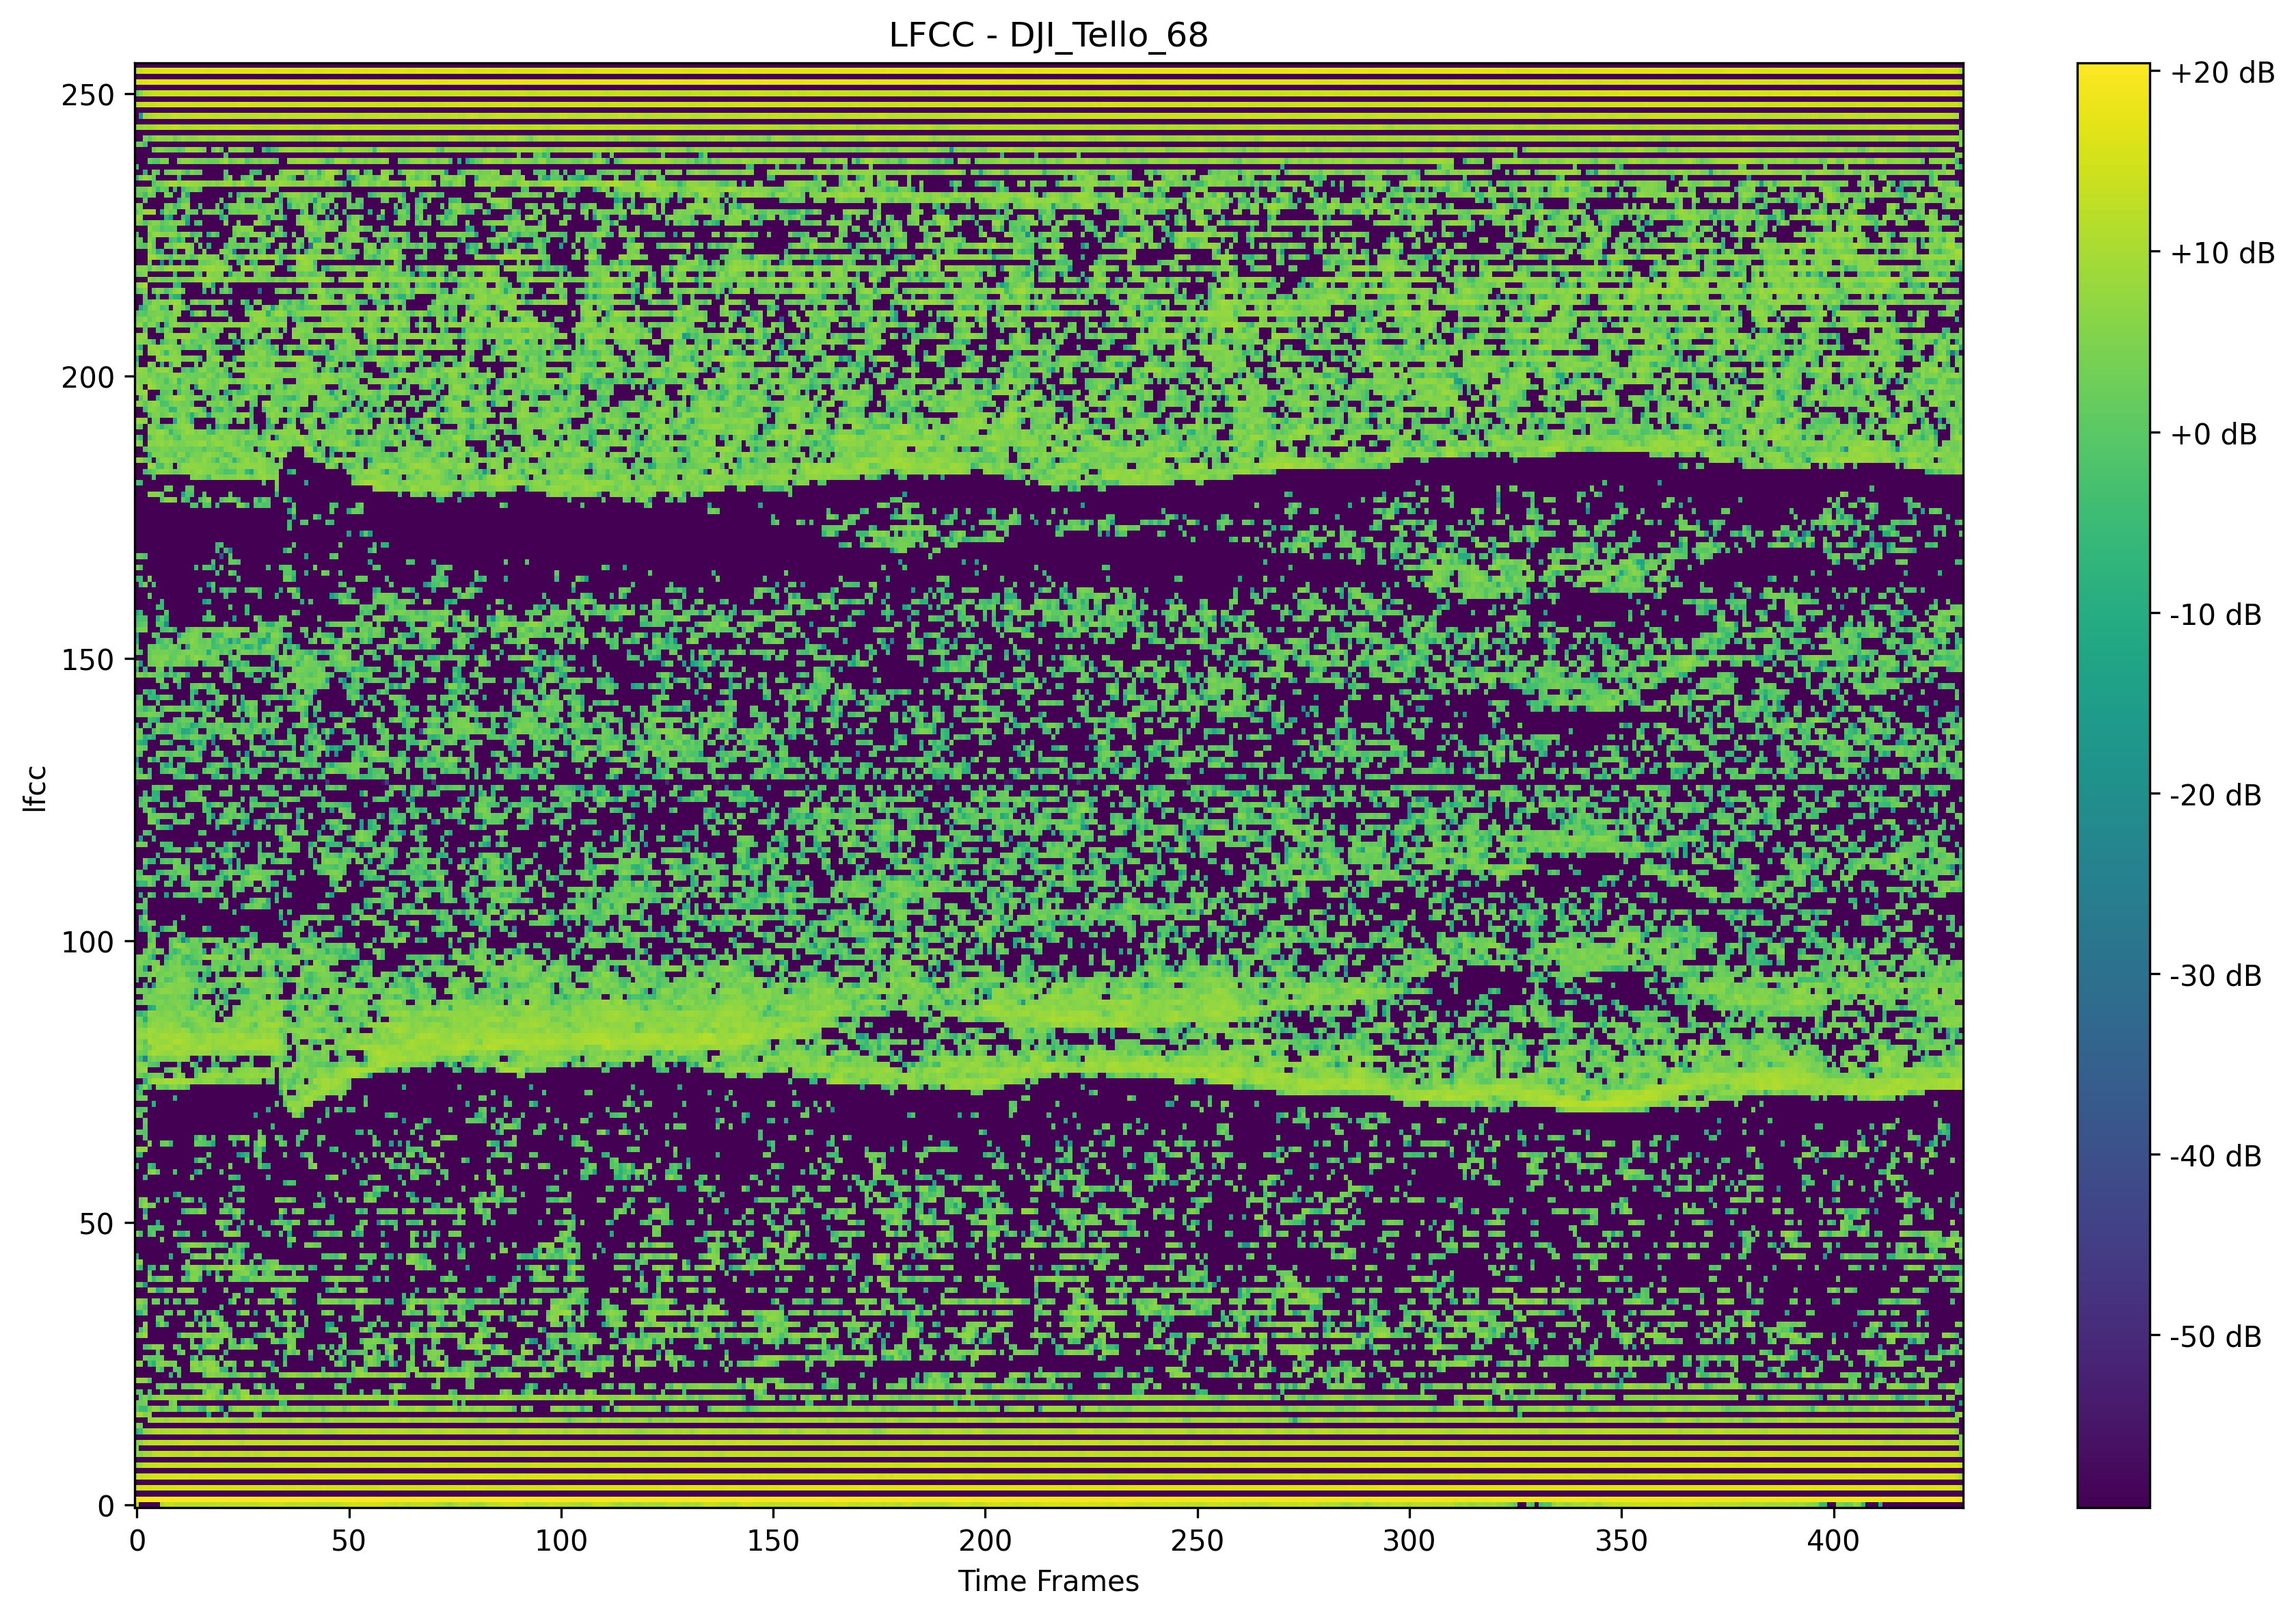 LFCC - DJI_Tello_68
lfcc
250
200
150
100
50
0
0 50 100 150 200 250 300 350 400
Time Frames
+20 dB
+10 dB
+0 dB
-10 dB
-20 dB
-30 dB
-40 dB
-50 dB